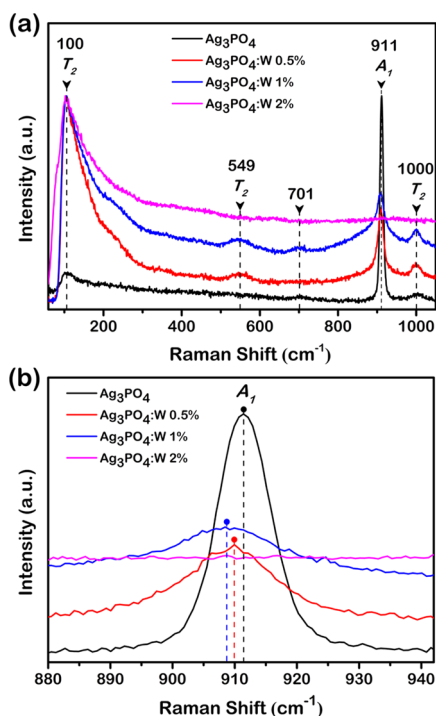 (a)
100
T₂
Ag₃PO₄
Ag₃PO₄:W 0.5%
Ag₃PO₄:W 1%
Ag₃PO₄:W 2%
911
A₁
549
T₂
701
1000
T₂
Intensity (a.u.)
200 400 600 800 1000
Raman Shift (cm⁻¹)
(b)
Ag₃PO₄
Ag₃PO₄:W 0.5%
Ag₃PO₄:W 1%
Ag₃PO₄:W 2%
A₁
Intensity (a.u.)
880 890 900 910 920 930 940
Raman Shift (cm⁻¹)